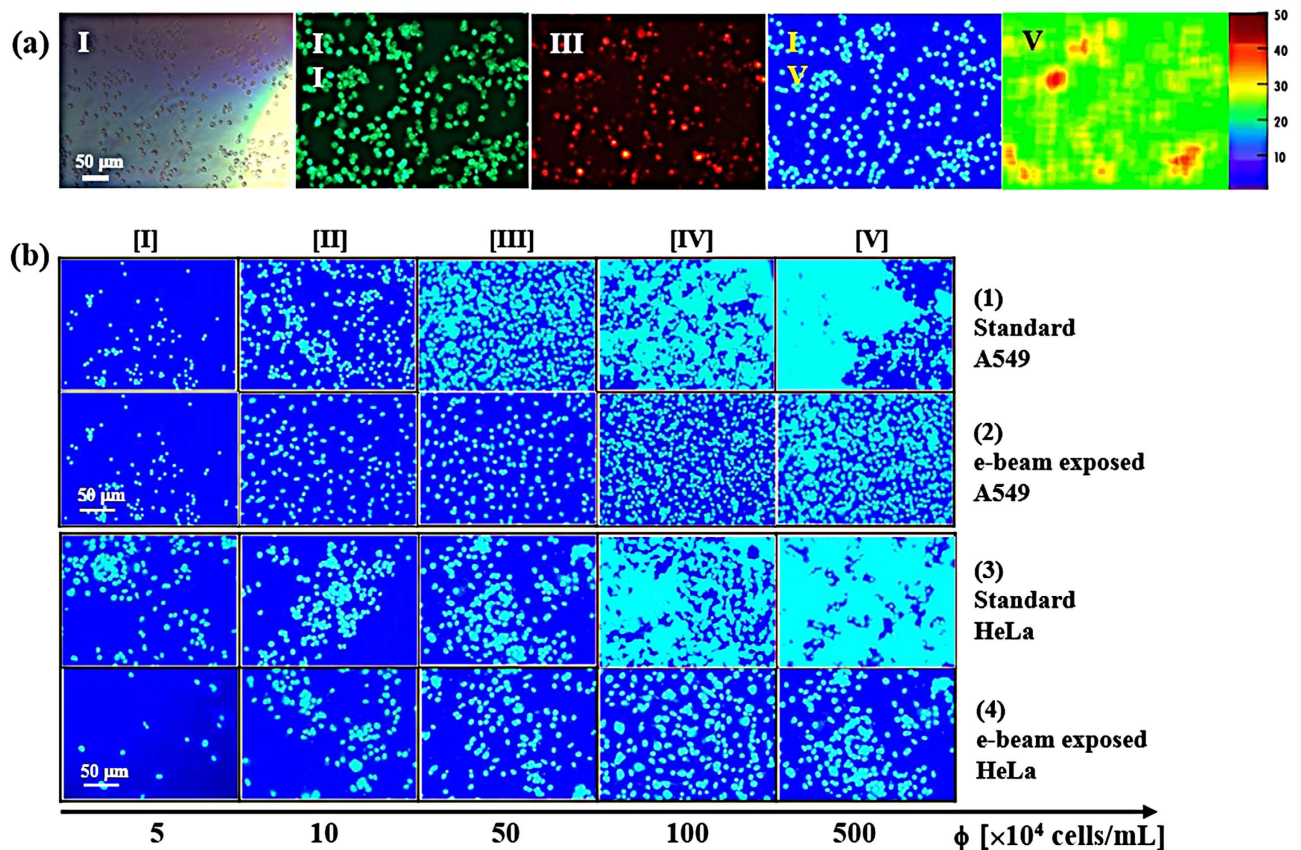 (a)
I
50 μm
I
I
III
I
V
V
50
40
30
20
10
(b)
[I] [II] [III] [IV] [V]
(1)
Standard
A549
50 μm
(2)
e-beam exposed
A549
(3)
Standard
HeLa
50 μm
(4)
e-beam exposed
HeLa
5 10 50 100 500 ϕ [×10⁴ cells/mL]